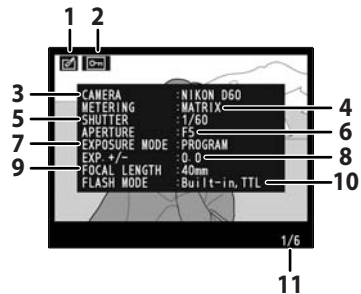 1 2
3 CAMERA :NIKON D60
METERING :MATRIX 4
5 SHUTTER :1/60
APERTURE :F5 6
7 EXPOSURE MODE :PROGRAM
EXP.+/- :0.0 8
9 FOCAL LENGTH :40mm
FLASH MODE :Built-in,TTL 10
1/6
11